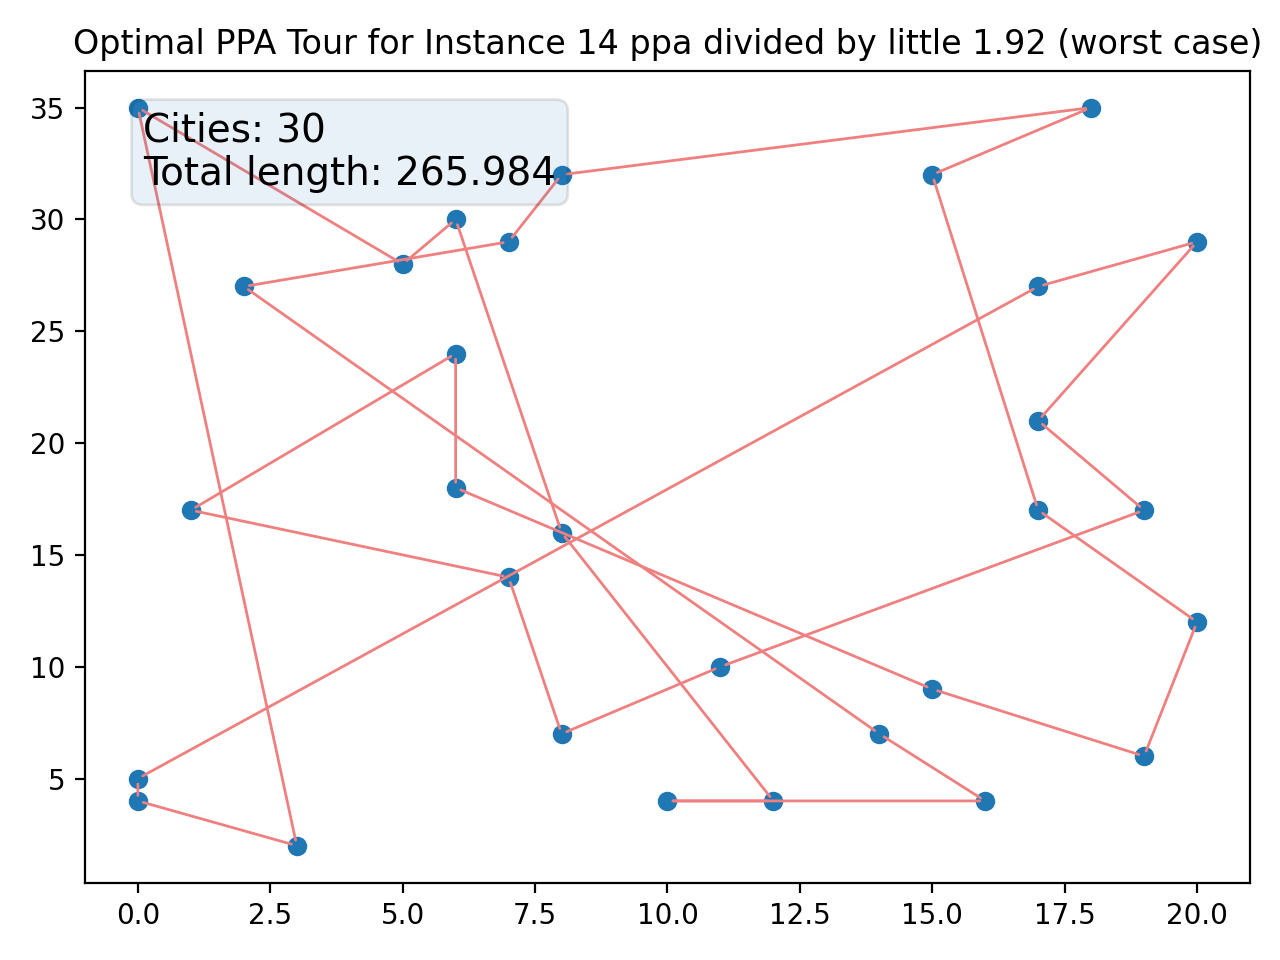 Optimal PPA Tour for Instance 14 ppa divided by little 1.92 (worst case)
Cities: 30
Total length: 265.984
35
30
25
20
15
10
5
0.0 2.5 5.0 7.5 10.0 12.5 15.0 17.5 20.0